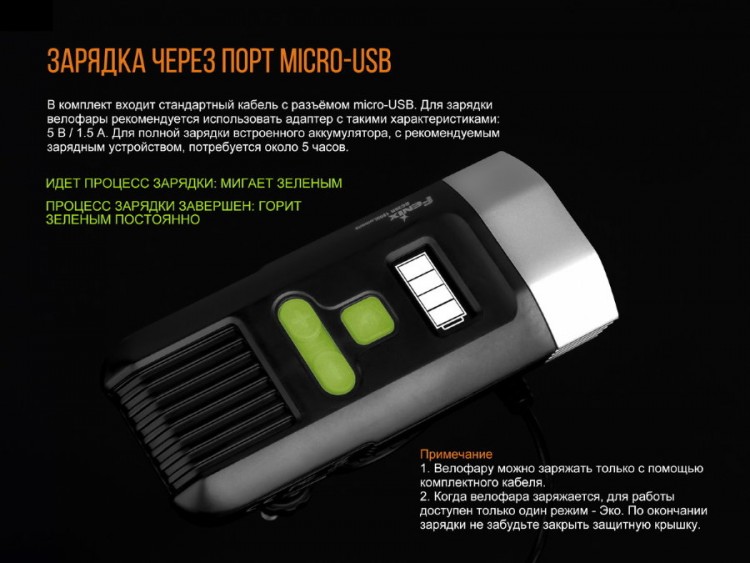 ЗАРЯДКА ЧЕРЕЗ ПОРТ MICRO-USB
В комплект входит стандартный кабель с разъёмом micro-USB. Для зарядки
велофары рекомендуется использовать адаптер с такими характеристиками:
5 В / 1.5 А. Для полной зарядки встроенного аккумулятора, с рекомендуемым
зарядным устройством, потребуется около 5 часов.
ИДЕТ ПРОЦЕСС ЗАРЯДКИ: МИГАЕТ ЗЕЛЕНЫМ
ПРОЦЕСС ЗАРЯДКИ ЗАВЕРШЕН: ГОРИТ
ЗЕЛЕНЫМ ПОСТОЯННО
Fenix
Примечание
1. Велофару можно заряжать только с помощью
комплектного кабеля.
2. Когда велофара заряжается, для работы
доступен только один режим - Эко. По окончании
зарядки не забудьте закрыть защитную крышку.